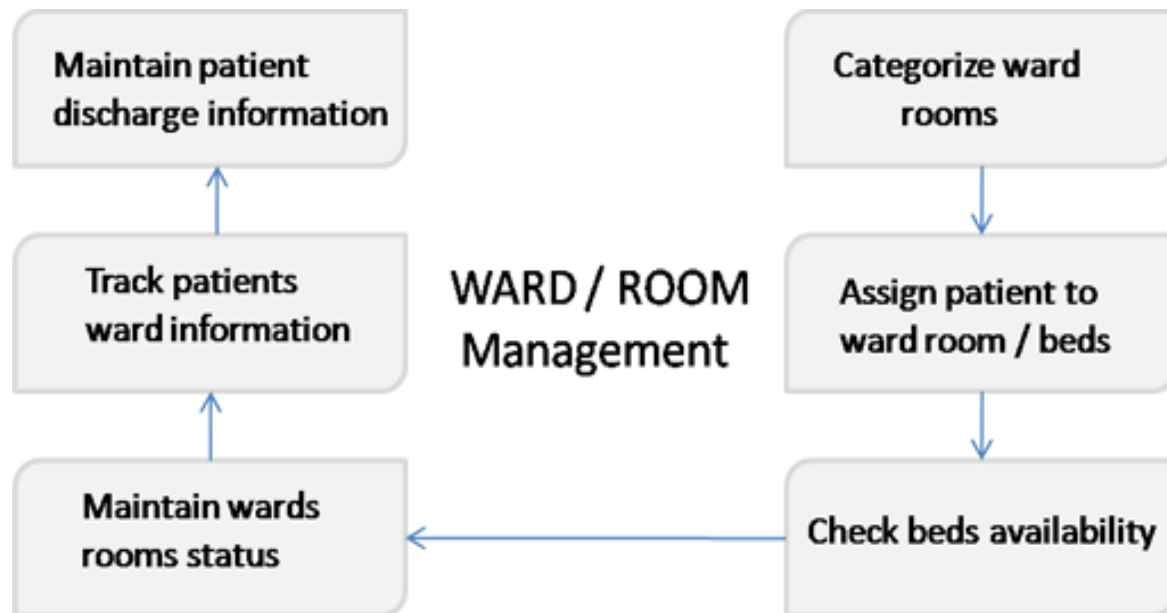 Maintain patient
discharge information
Categorize ward
rooms
Track patients
ward information
WARD / ROOM
Management
Assign patient to
ward room / beds
Maintain wards
rooms status
Check beds availability